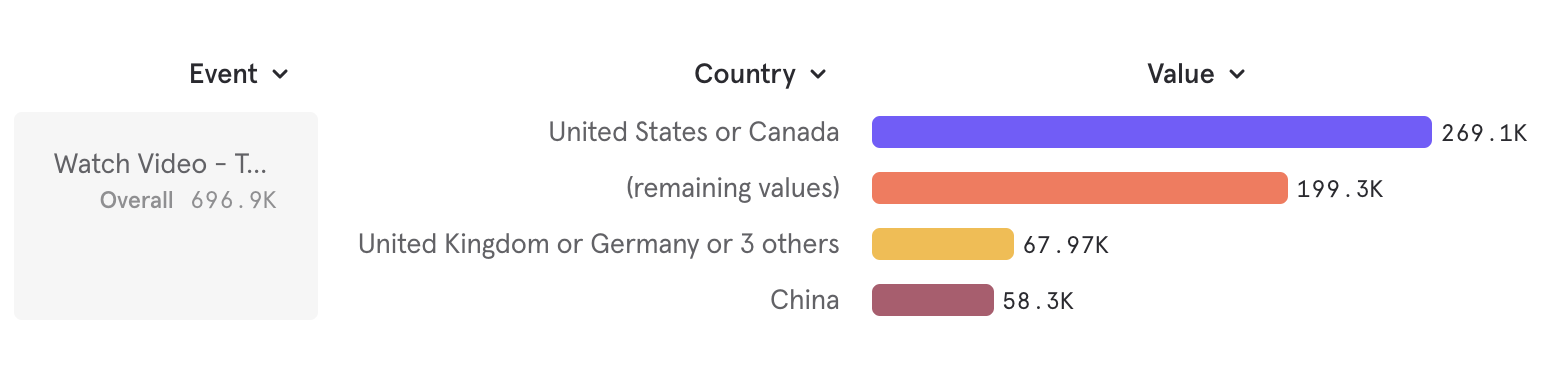 Event Country Value
United States or Canada 269.1K
Watch Video - T...
Overall 696.9K
(remaining values) 199.3K
United Kingdom or Germany or 3 others 67.97K
China 58.3K